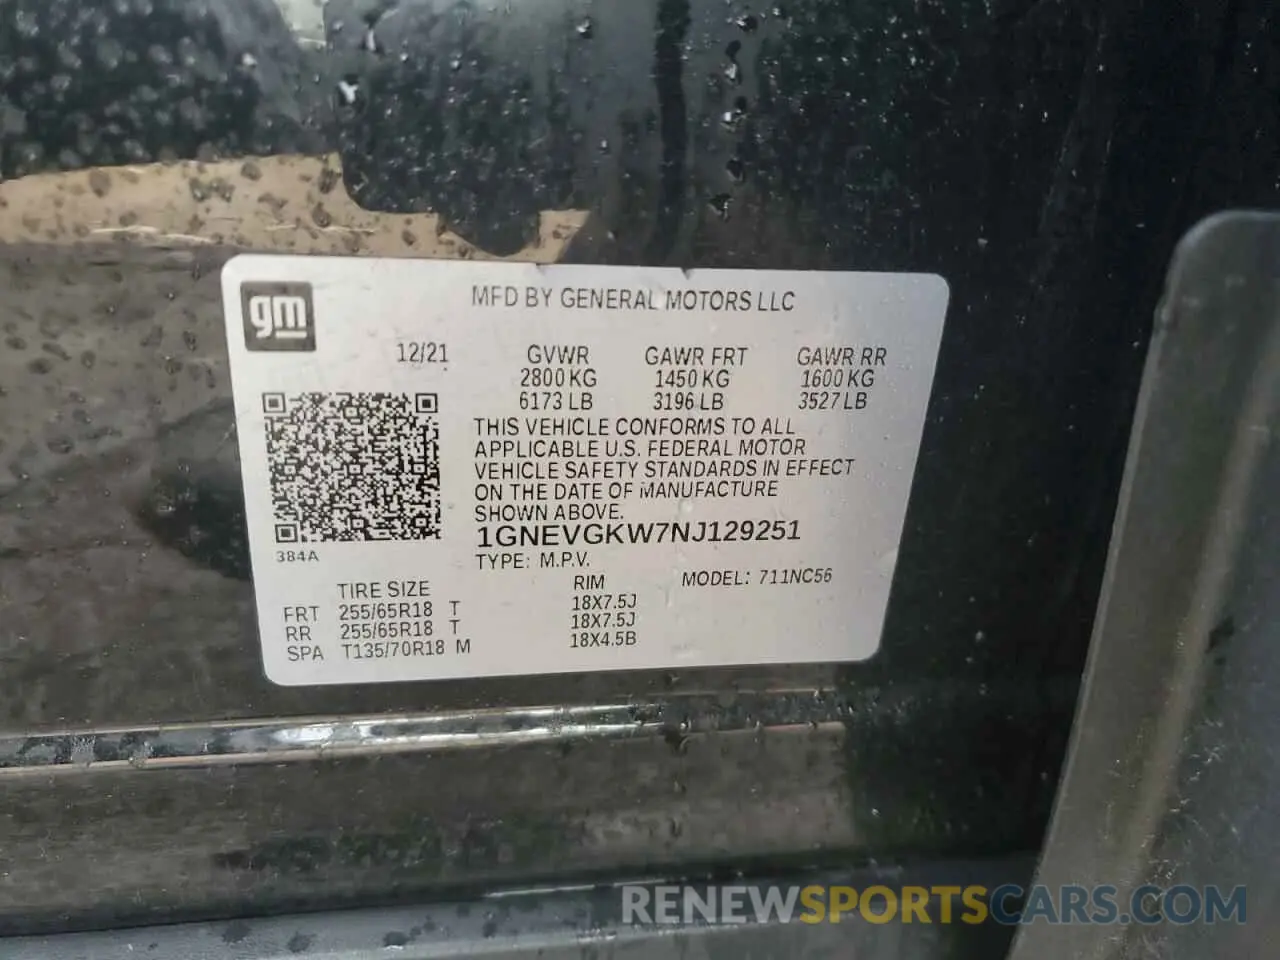 gm
MFD BY GENERAL MOTORS LLC
12/21 GVWR GAWR FRT GAWR RR
2800 KG 1450 KG 1600 KG
6173 LB 3196 LB 3527 LB
THIS VEHICLE CONFORMS TO ALL
APPLICABLE U.S. FEDERAL MOTOR
VEHICLE SAFETY STANDARDS IN EFFECT
ON THE DATE OF MANUFACTURE
SHOWN ABOVE.
1GNEVGKW7NJ129251
384A
TYPE: M.P.V.
TIRE SIZE RIM MODEL: 711NC56
FRT 255/65R18 T 18X7.5J
RR 255/65R18 T 18X7.5J
SPA T135/70R18 M 18X4.5B
RENEWSPORTSCARS.COM